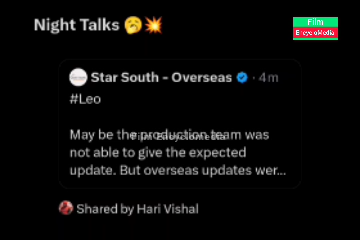 Night Talks 🥱💥
Film
EncycloMedia
Star South - Overseas · 4m
#Leo
May be the production team was
not able to give the expected
update. But overseas updates wer...
Shared by Hari Vishal